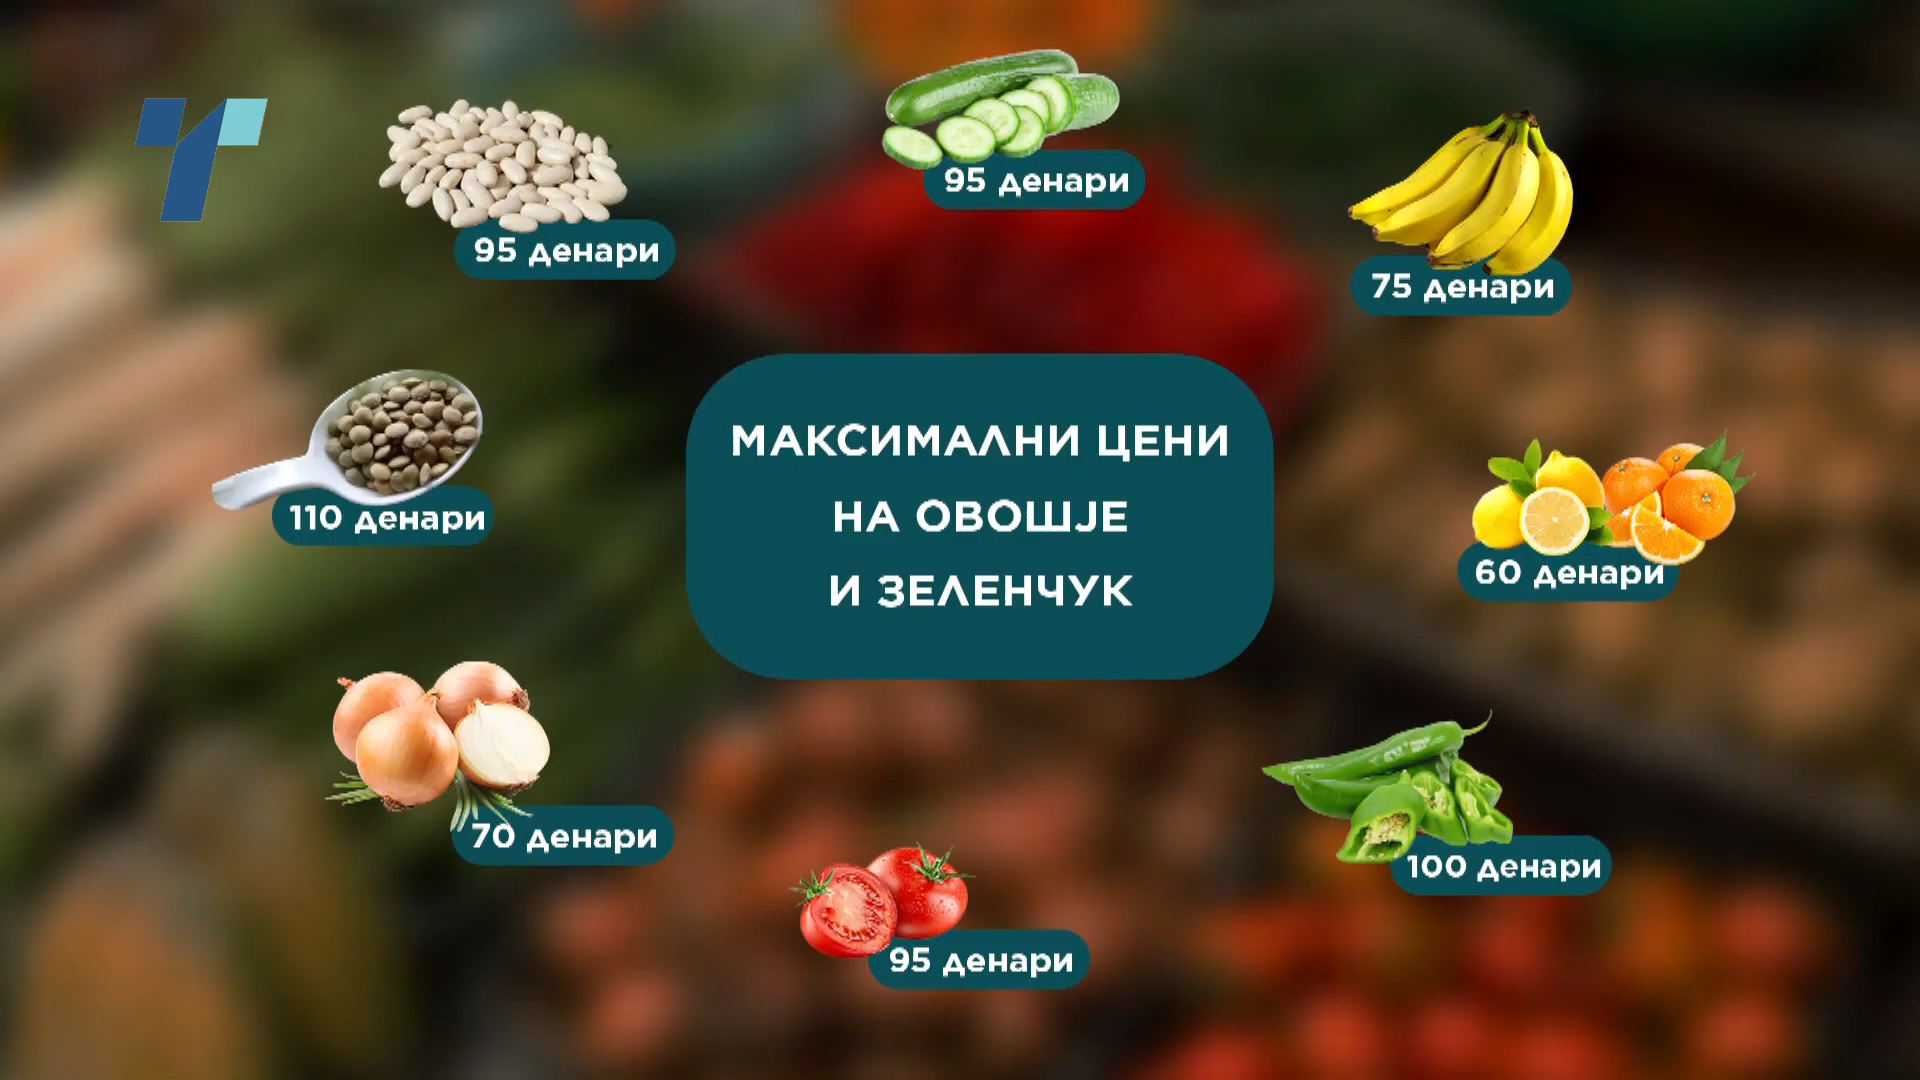 95 денари
95 денари
75 денари
МАКСИМАЛНИ ЦЕНИ
НА ОВОШЈЕ
И ЗЕЛЕНЧУК
110 денари
60 денари
70 денари
100 денари
95 денари